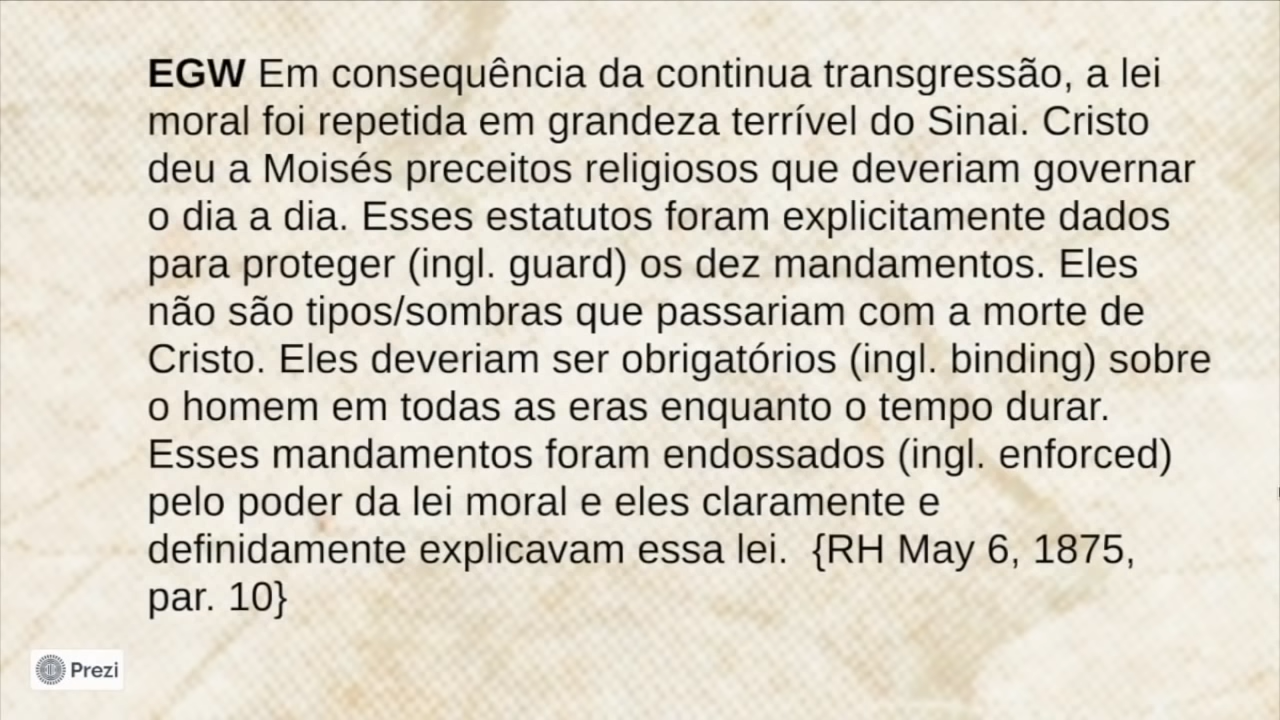 EGW Em consequência da continua transgressão, a lei
moral foi repetida em grandeza terrível do Sinai. Cristo
deu a Moisés preceitos religiosos que deveriam governar
o dia a dia. Esses estatutos foram explicitamente dados
para proteger (ingl. guard) os dez mandamentos. Eles
não são tipos/sombras que passariam com a morte de
Cristo. Eles deveriam ser obrigatórios (ingl. binding) sobre
o homem em todas as eras enquanto o tempo durar.
Esses mandamentos foram endossados (ingl. enforced)
pelo poder da lei moral e eles claramente e
definidamente explicavam essa lei.  {RH May 6, 1875,
par. 10}
Prezi